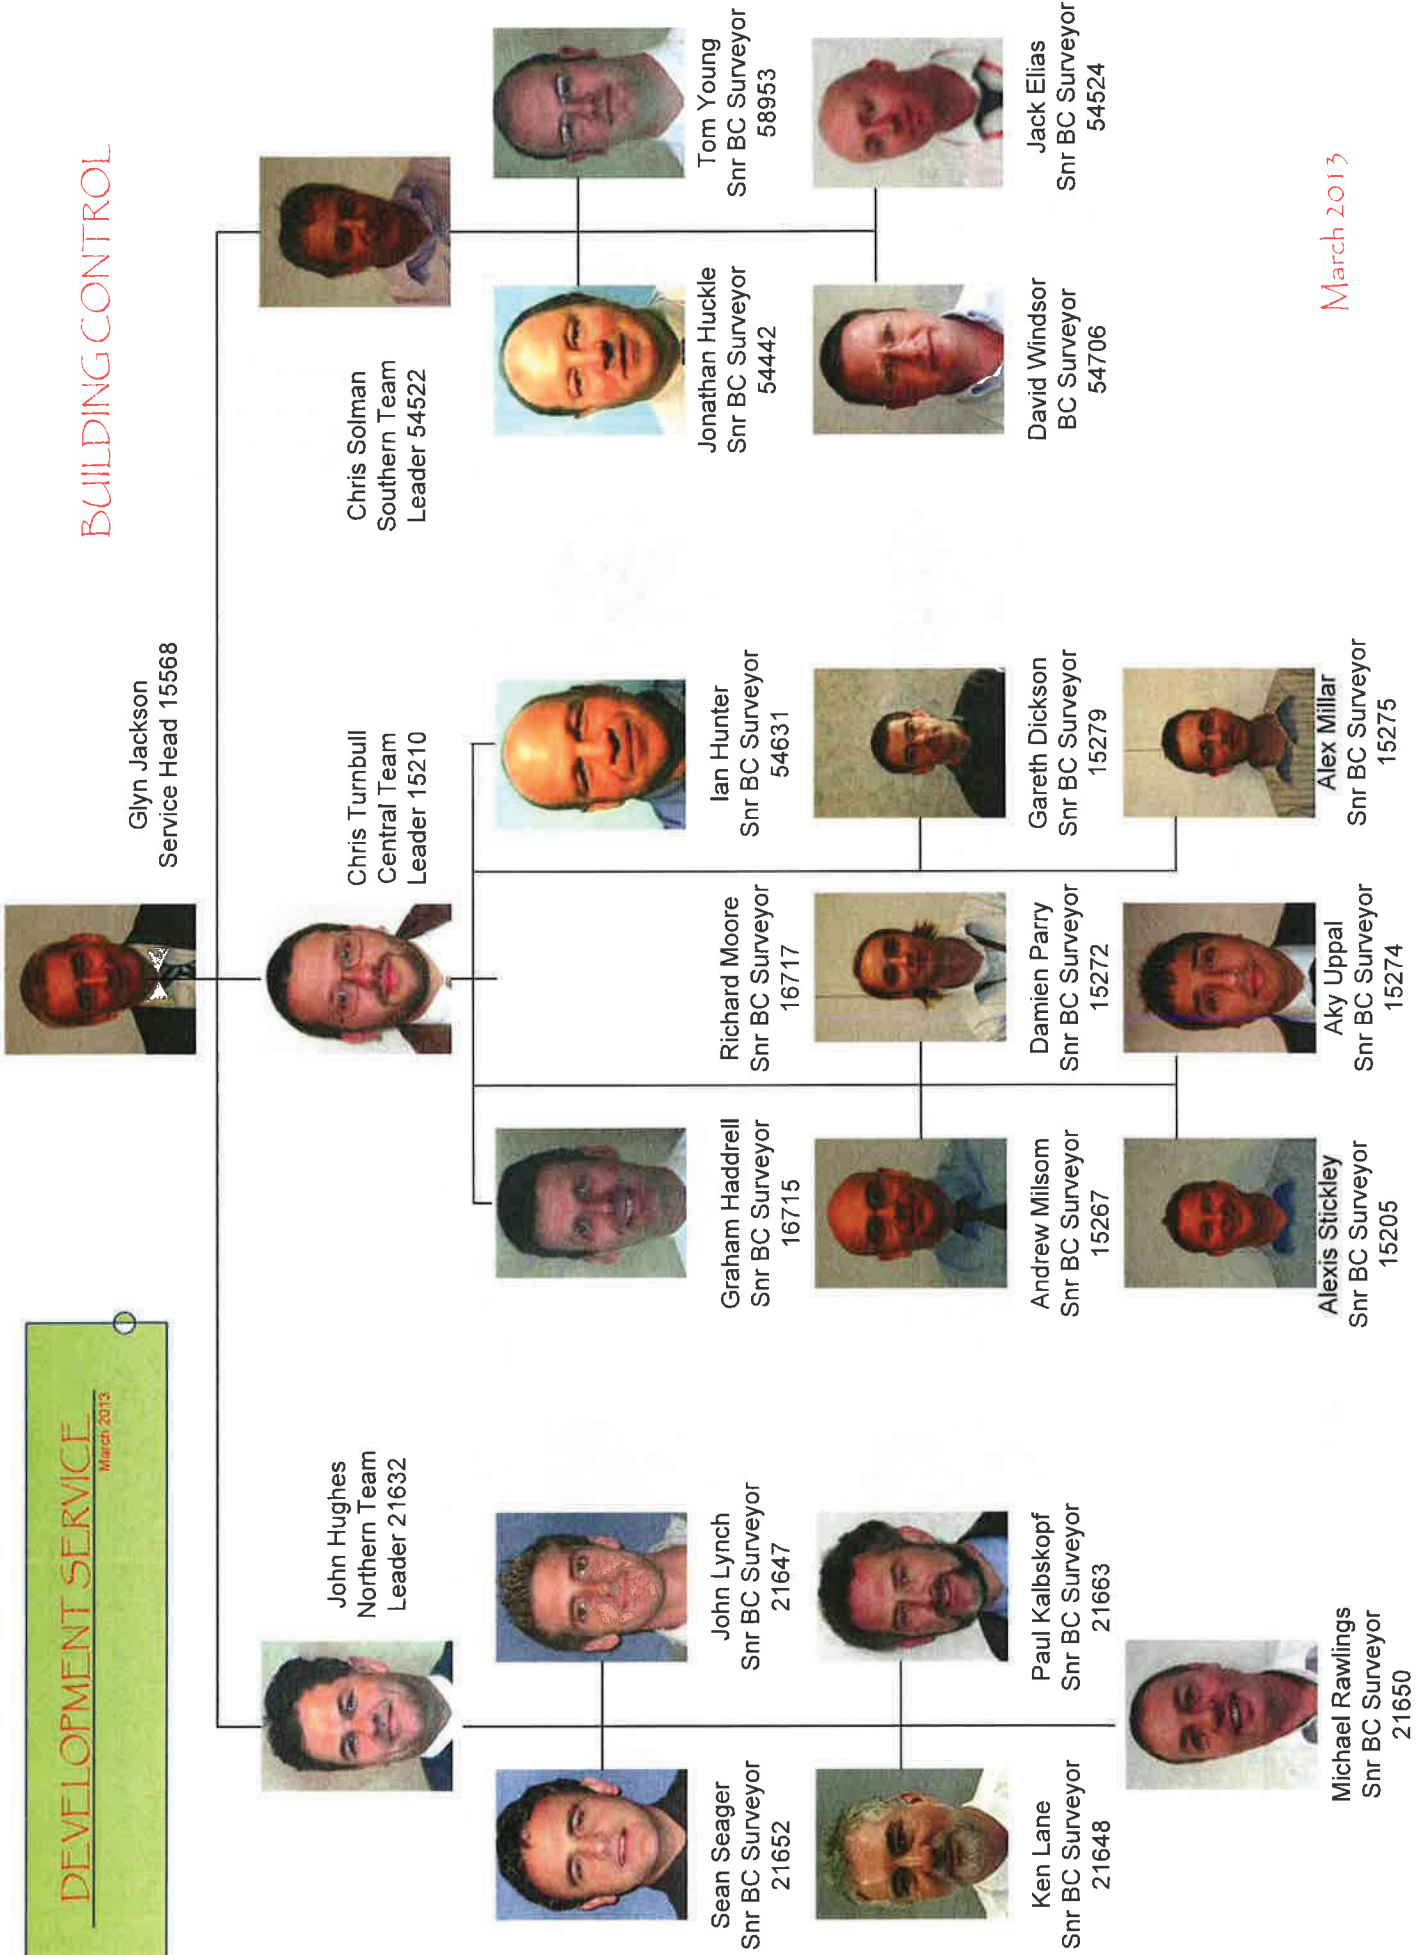 DEVELOPMENT SERVICE
March 2013
BUILDING CONTROL
Glyn Jackson
Service Head 15568
John Hughes
Northern Team
Leader 21632
Chris Turnbull
Central Team
Leader 15210
Chris Solman
Southern Team
Leader 54522
Sean Seager
Snr BC Surveyor
21652
John Lynch
Snr BC Surveyor
21647
Graham Haddrell
Snr BC Surveyor
16715
Richard Moore
Snr BC Surveyor
16717
Ian Hunter
Snr BC Surveyor
54631
Jonathan Huckle
Snr BC Surveyor
54442
Tom Young
Snr BC Surveyor
58953
Ken Lane
Snr BC Surveyor
21648
Paul Kalbskopf
Snr BC Surveyor
21663
Andrew Milsom
Snr BC Surveyor
15267
Damien Parry
Snr BC Surveyor
15272
Gareth Dickson
Snr BC Surveyor
15279
David Windsor
BC Surveyor
54706
Jack Elias
Snr BC Surveyor
54524
Michael Rawlings
Snr BC Surveyor
21650
Alexis Stickley
Snr BC Surveyor
15205
Aky Uppal
Snr BC Surveyor
15274
Alex Millar
Snr BC Surveyor
15275
March 2013